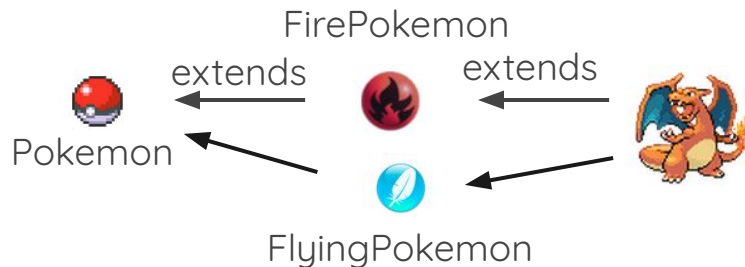 FirePokemon
extends
extends
Pokemon
FlyingPokemon